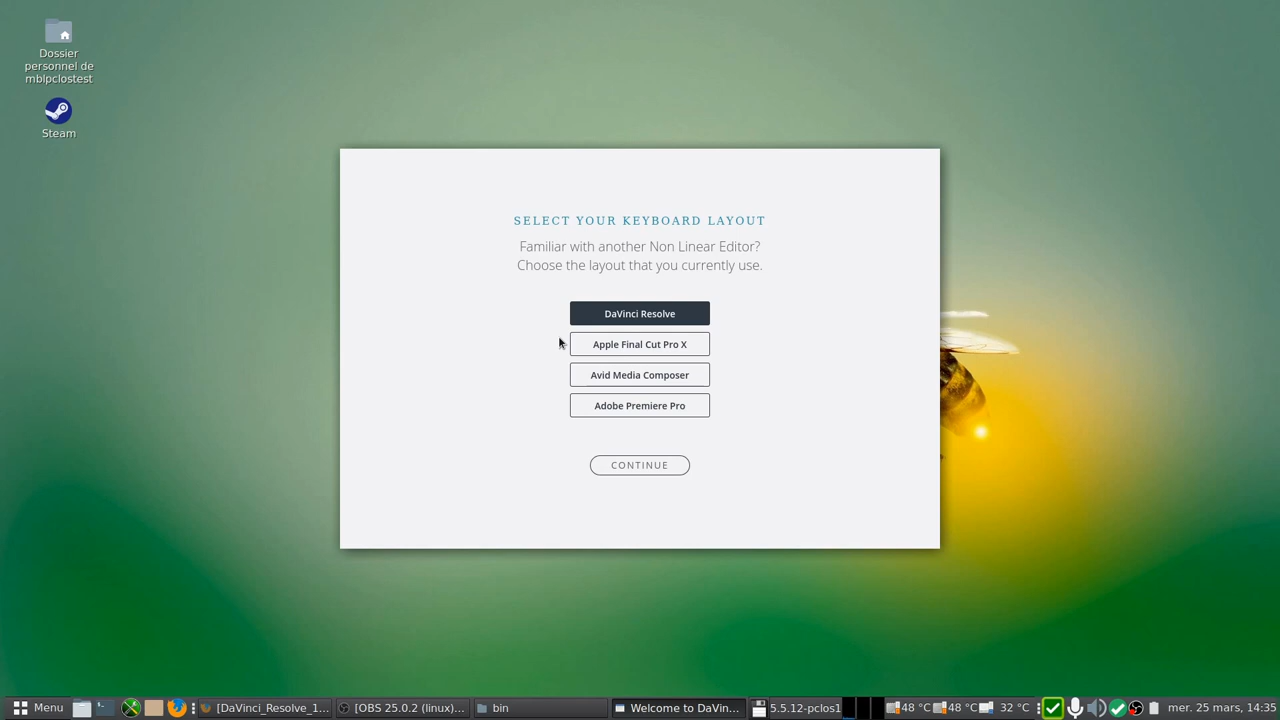 Dossier
personnel de
mblpclostest
Steam
SELECT YOUR KEYBOARD LAYOUT
Familiar with another Non Linear Editor?
Choose the layout that you currently use.
DaVinci Resolve
Apple Final Cut Pro X
Avid Media Composer
Adobe Premiere Pro
CONTINUE
Menu [DaVinci_Resolve_1... [OBS 25.0.2 (linux)... bin Welcome to DaVin... 5.5.12-pclos1 48 °C 48 °C 32 °C mer. 25 mars, 14:35